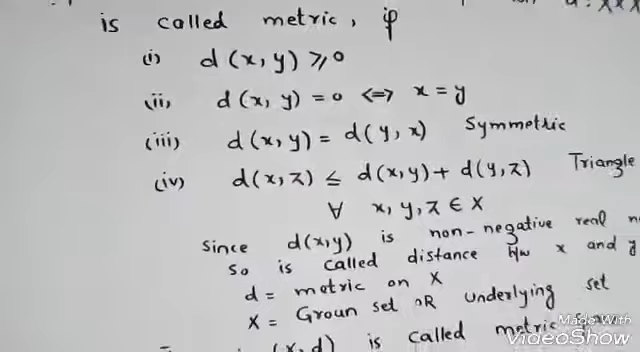 d : X x X
is called metric, if
(i) d(x, y) ⩾ 0
(ii) d(x, y) = 0 <=> x = y
(iii) d(x, y) = d(y, x) Symmetric
(iv) d(x, z) ≤ d(x, y) + d(y, z) Triangle
∀ x, y, z ∈ X
Since d(x,y) is non-negative real
So is called distance b/w x and y
d = metric on X
X = Groun set OR underlying set
(X, d) is called metric
Made With
VideoShow